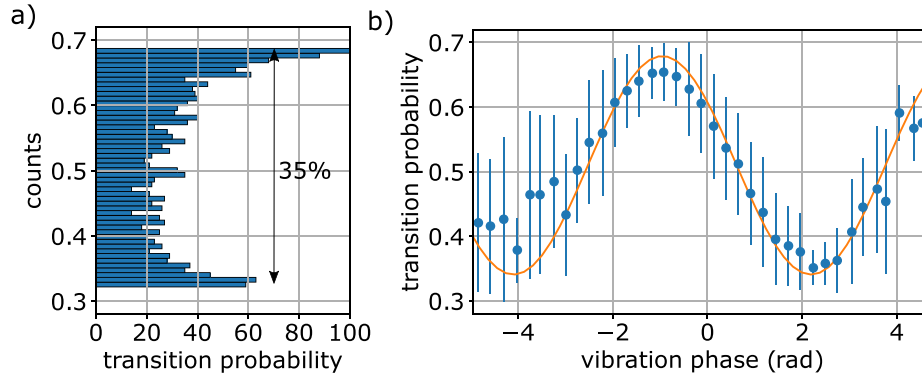 a)
0.7
0.6
0.5
0.4
0.3
counts
35%
0 20 40 60 80 100
transition probability
b)
0.7
0.6
0.5
0.4
0.3
transition probability
−4 −2 0 2 4
vibration phase (rad)